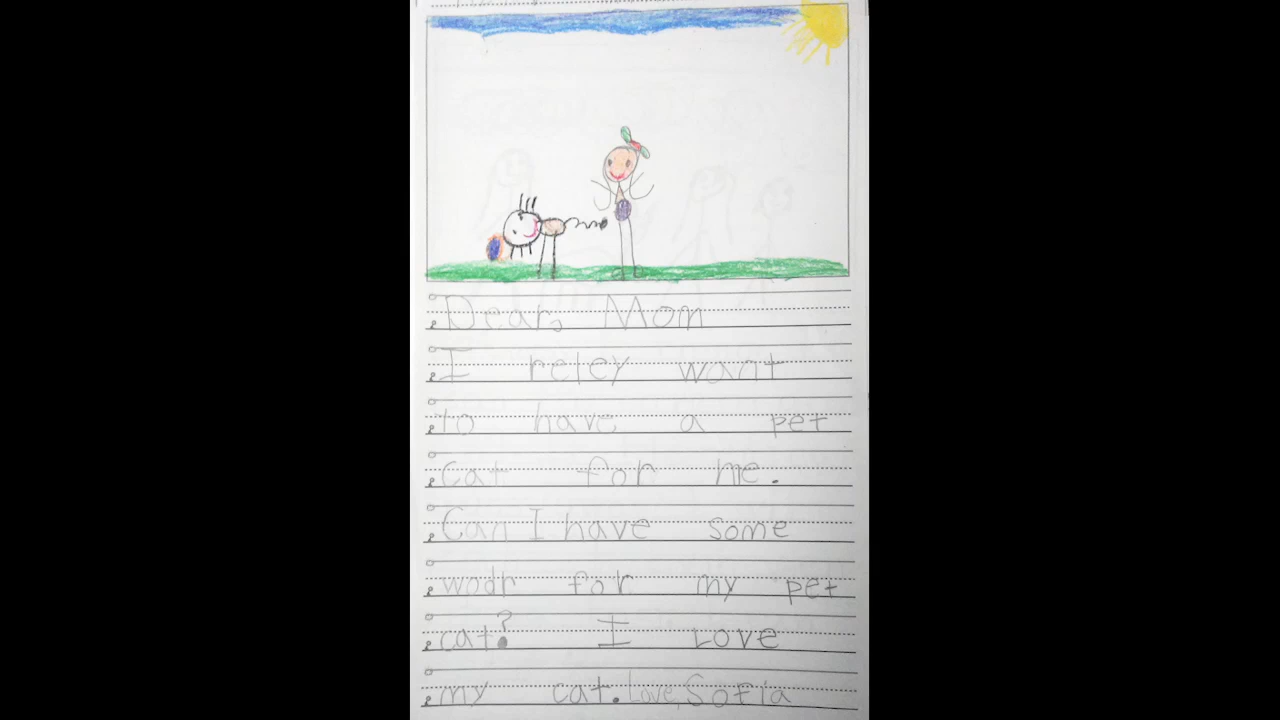 Dear, Mom
I reley want
to have a pet
cat for me.
Can I have some
wodr for my pet
cat? I Love
my cat. Love, Sofia